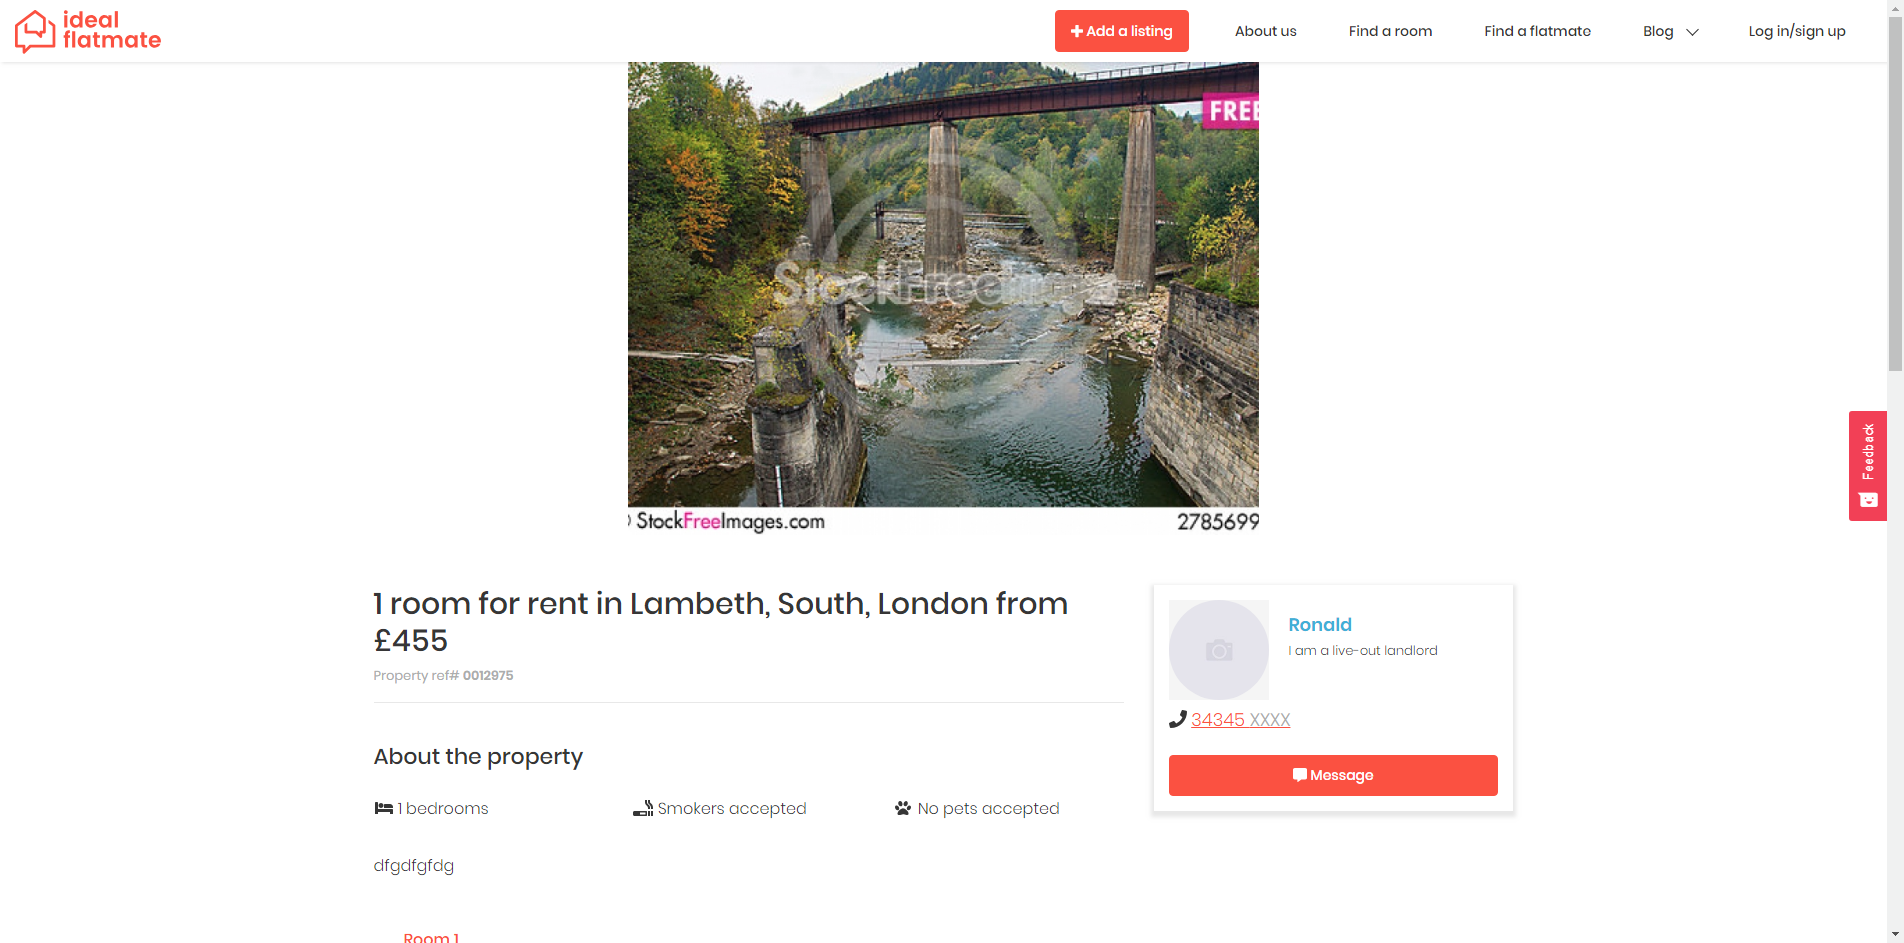 ideal
flatmate
Add a listing
About us
Find a room
Find a flatmate
Blog
Log in/sign up
FREE
StockFreeImages
StockFreeImages.com
2785699
Feedback
1 room for rent in Lambeth, South, London from
£455
Property ref# 0012975
Ronald
I am a live-out landlord
34345 XXXX
Message
About the property
1 bedrooms
Smokers accepted
No pets accepted
dfgdfgfdg
Room 1